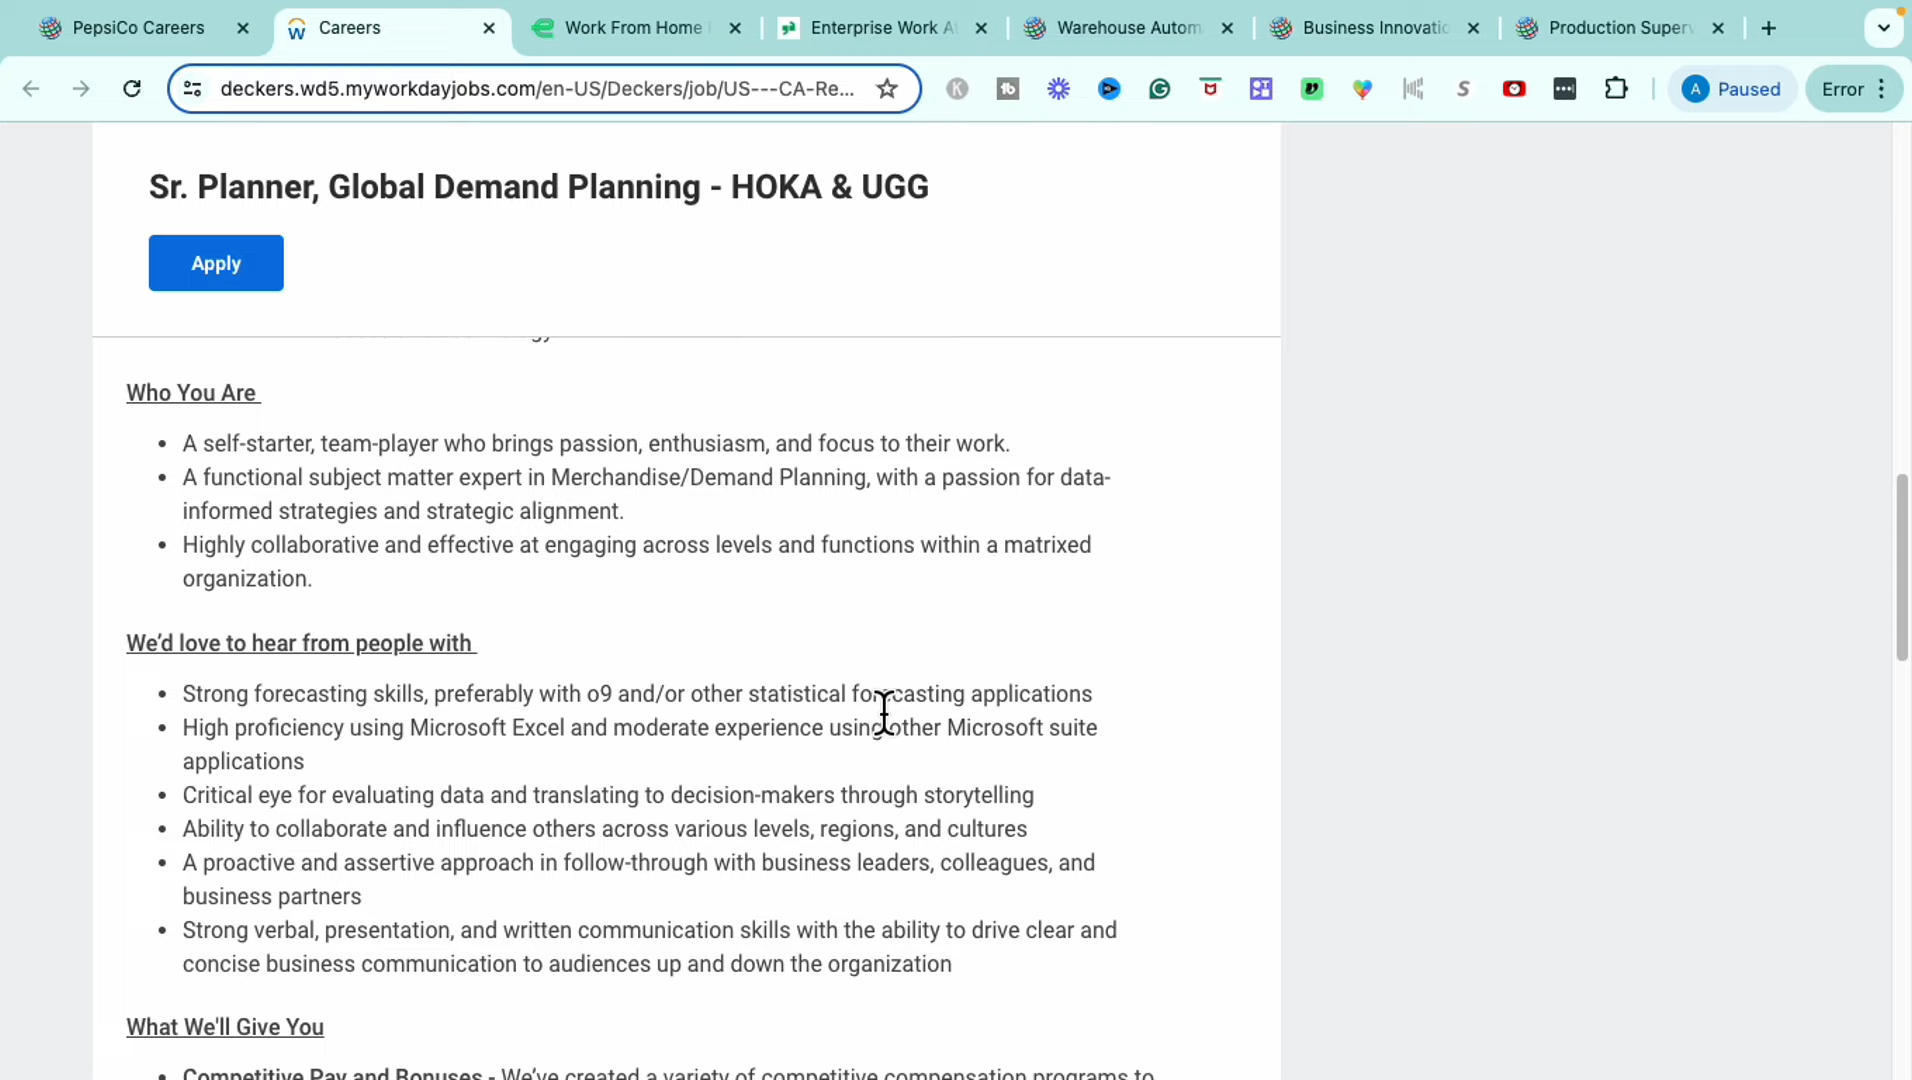 PepsiCo Careers
Careers
Work From Home
Enterprise Work A
Warehouse Autom
Business Innovati
Production Superv
deckers.wd5.myworkdayjobs.com/en-US/Deckers/job/US---CA-Re...
A Paused
Error
Sr. Planner, Global Demand Planning - HOKA & UGG
Apply
Who You Are
• A self-starter, team-player who brings passion, enthusiasm, and focus to their work.
• A functional subject matter expert in Merchandise/Demand Planning, with a passion for data-
informed strategies and strategic alignment.
• Highly collaborative and effective at engaging across levels and functions within a matrixed
organization.
We’d love to hear from people with
• Strong forecasting skills, preferably with o9 and/or other statistical forecasting applications
• High proficiency using Microsoft Excel and moderate experience using other Microsoft suite
applications
• Critical eye for evaluating data and translating to decision-makers through storytelling
• Ability to collaborate and influence others across various levels, regions, and cultures
• A proactive and assertive approach in follow-through with business leaders, colleagues, and
business partners
• Strong verbal, presentation, and written communication skills with the ability to drive clear and
concise business communication to audiences up and down the organization
What We'll Give You
• Competitive Pay and Bonuses - We’ve created a variety of competitive compensation programs to